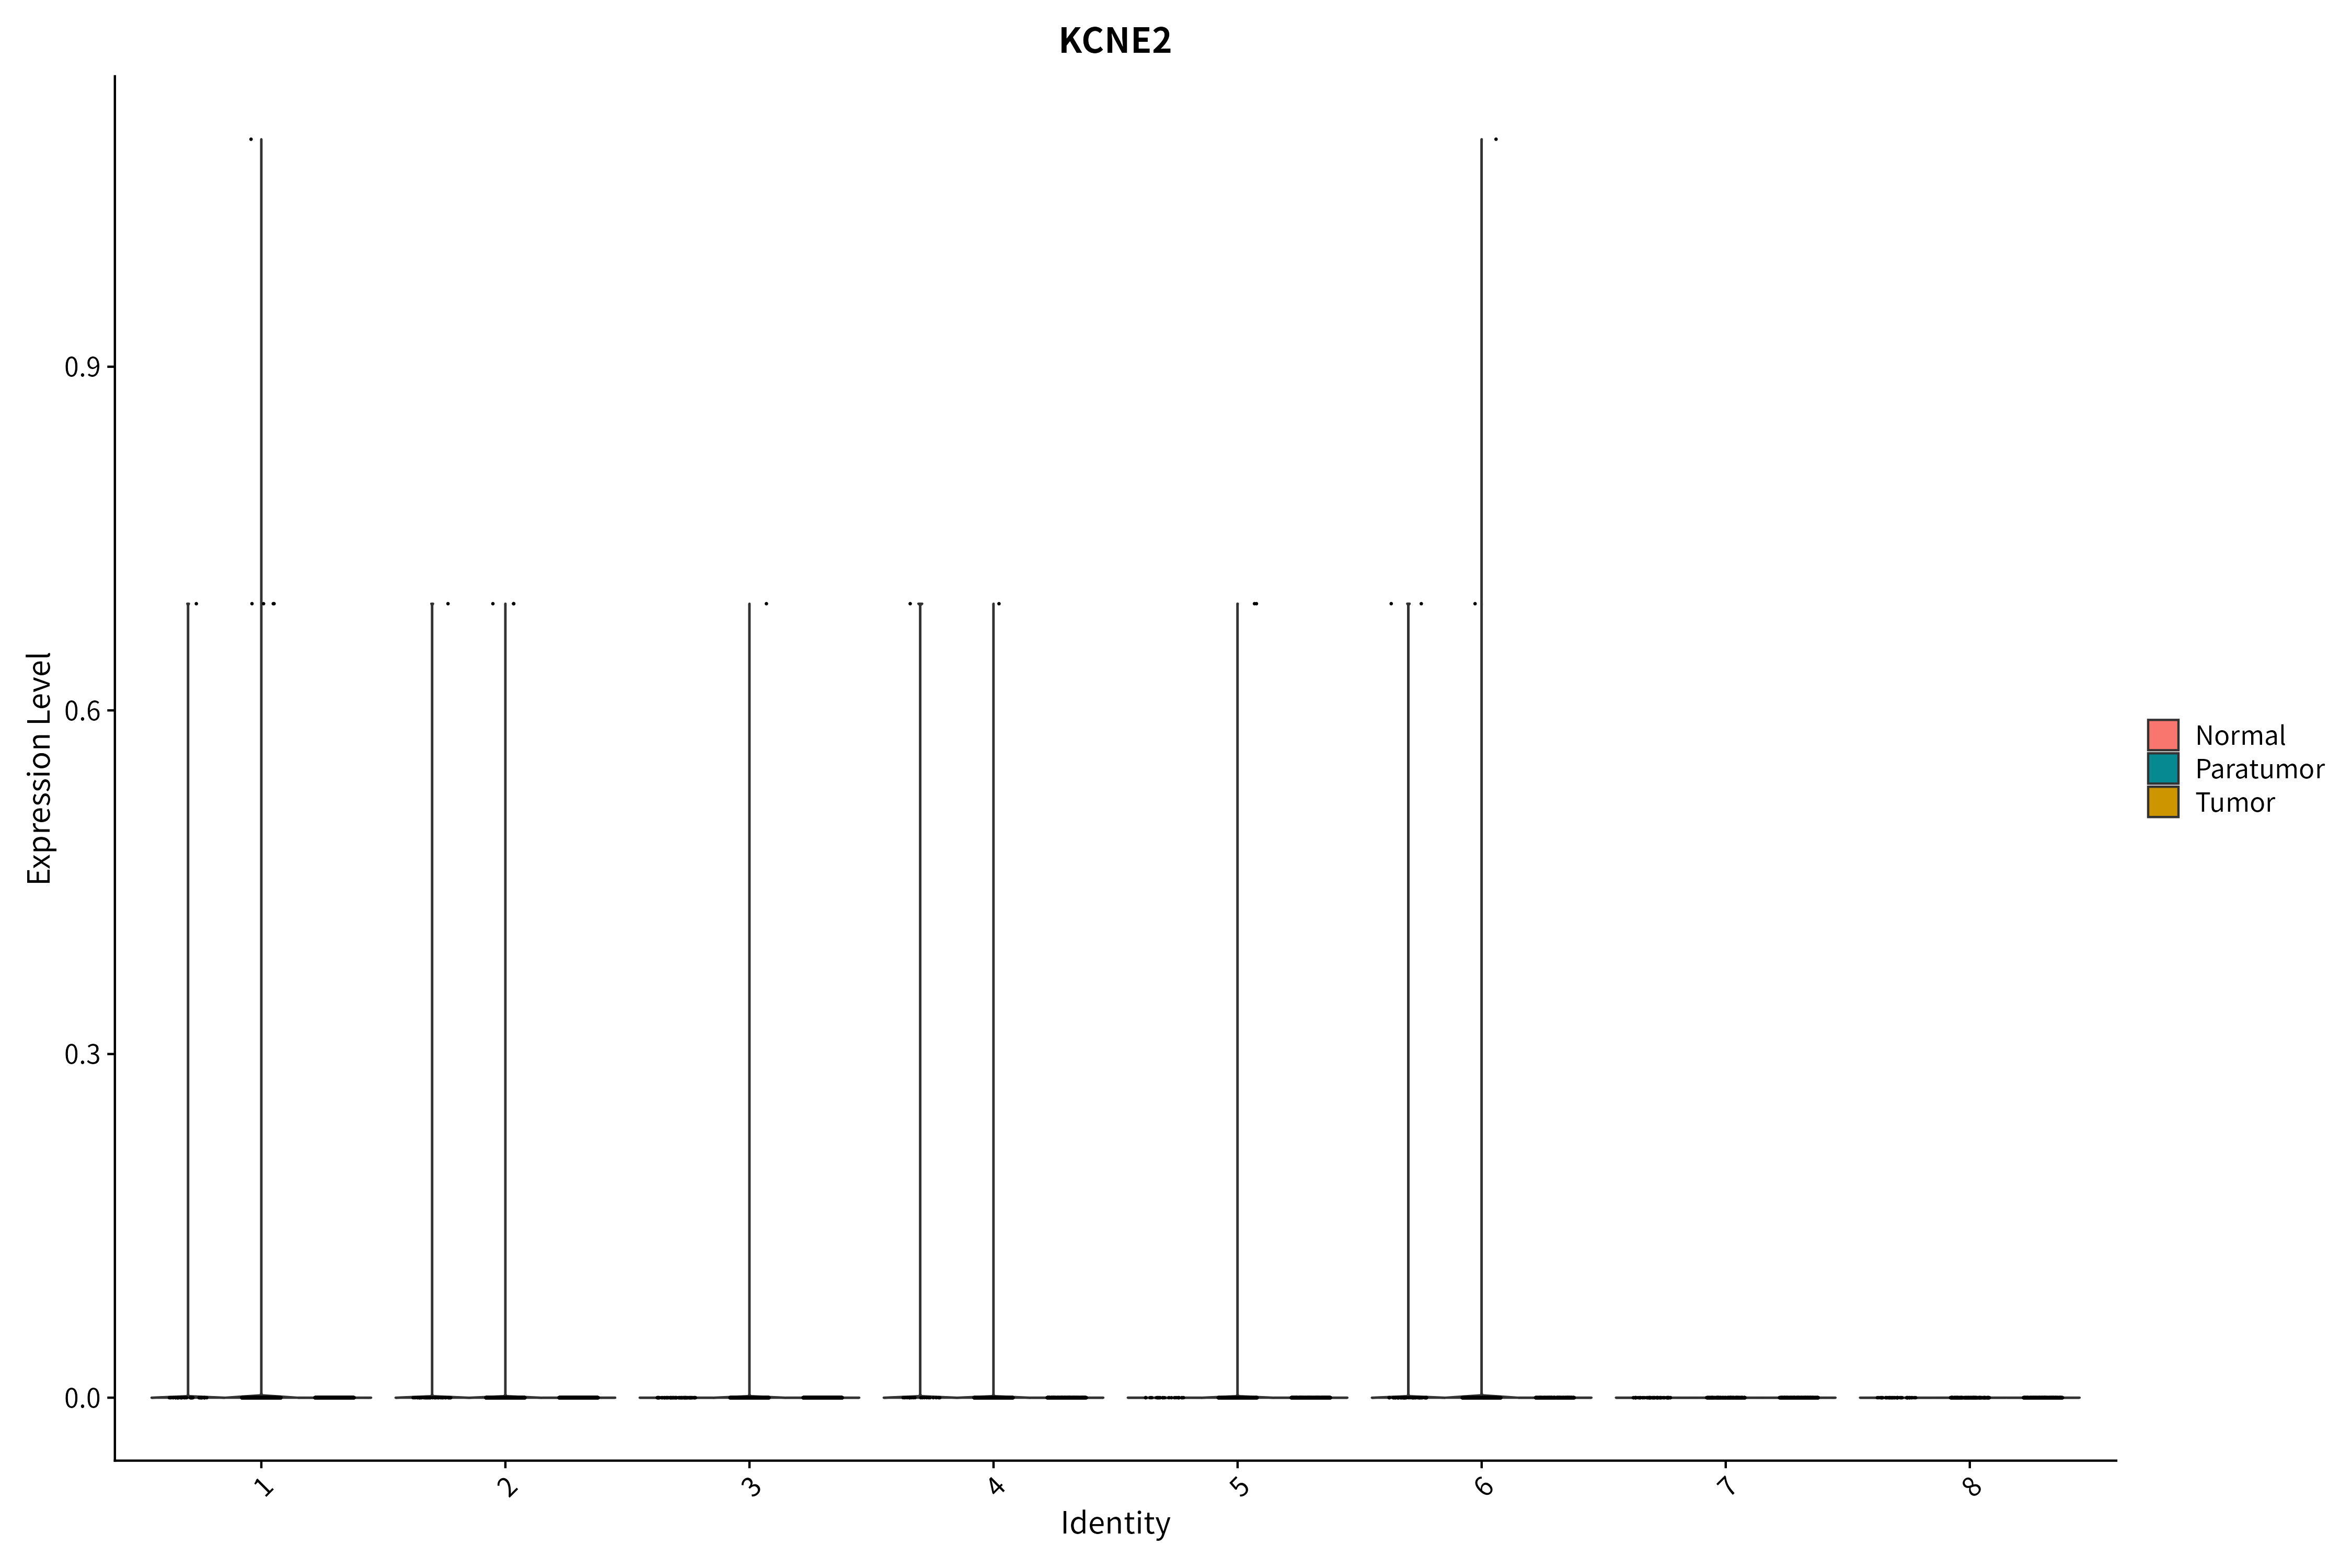 KCNE2
Expression Level
0.9
0.6
0.3
0.0
1
2
3
4
5
6
7
8
Identity
Normal
Paratumor
Tumor